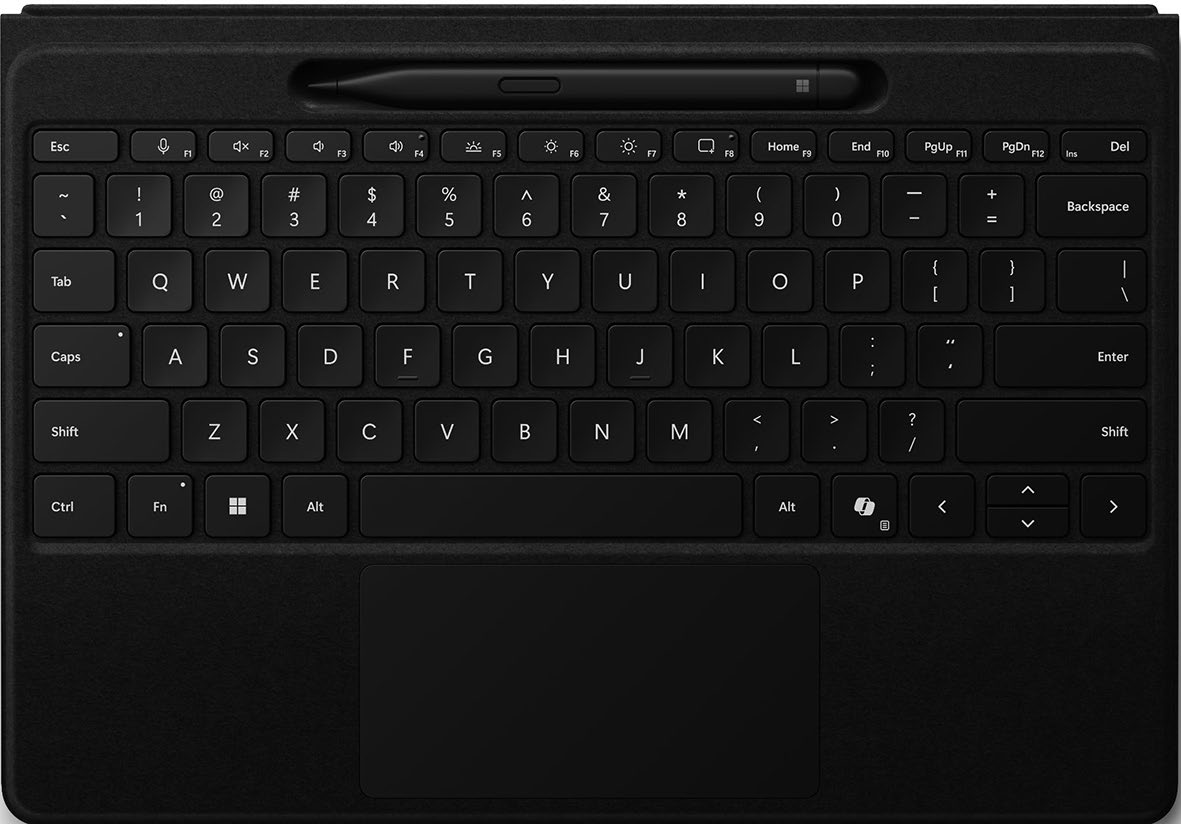 Esc F1 F2 F3 F4 F5 F6 F7 F8 Home F9 End F10 PgUp F11 PgDn F12 Ins Del
~ ! @ # $ % ^ & * ( ) — +
` 1 2 3 4 5 6 7 8 9 0 - = Backspace
Tab Q W E R T Y U I O P { [ } ] | \
Caps A S D F G H J K L : ; " ' Enter
Shift Z X C V B N M < , > . ? / Shift
Ctrl Fn Alt Alt